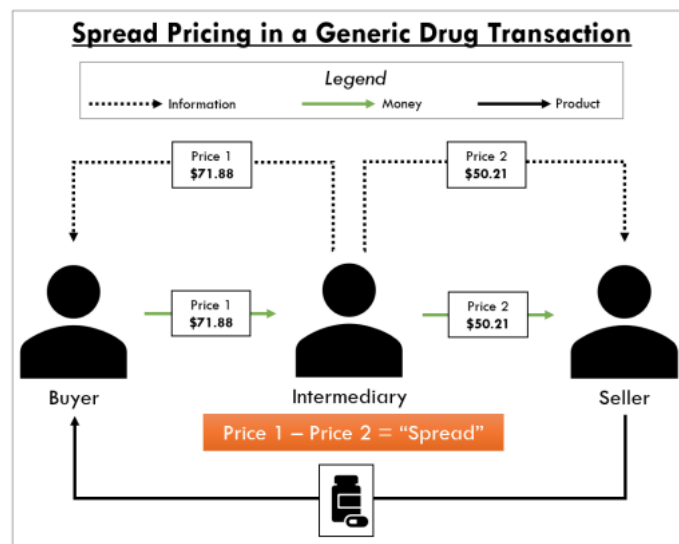 Spread Pricing in a Generic Drug Transaction
Legend
Information
Money
Product
Price 1
$71.88
Price 2
$50.21
Price 1
$71.88
Price 2
$50.21
Buyer
Intermediary
Seller
Price 1 – Price 2 = “Spread”